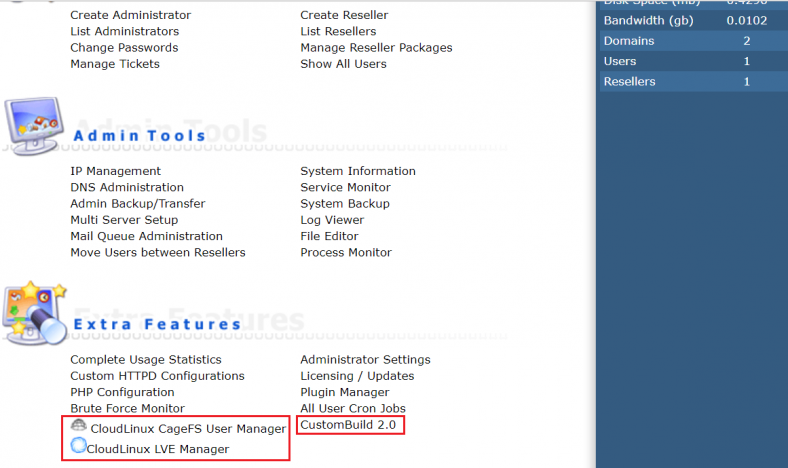 Create Administrator
Create Reseller
List Administrators
List Resellers
Change Passwords
Manage Reseller Packages
Manage Tickets
Show All Users
Admin Tools
IP Management
System Information
DNS Administration
Service Monitor
Admin Backup/Transfer
System Backup
Multi Server Setup
Log Viewer
Mail Queue Administration
File Editor
Move Users between Resellers
Process Monitor
Extra Features
Complete Usage Statistics
Administrator Settings
Custom HTTPD Configurations
Licensing / Updates
PHP Configuration
Plugin Manager
Brute Force Monitor
All User Cron Jobs
CloudLinux CageFS User Manager
CustomBuild 2.0
CloudLinux LVE Manager
Disk Space (mb) 0.4296
Bandwidth (gb) 0.0102
Domains 2
Users 1
Resellers 1